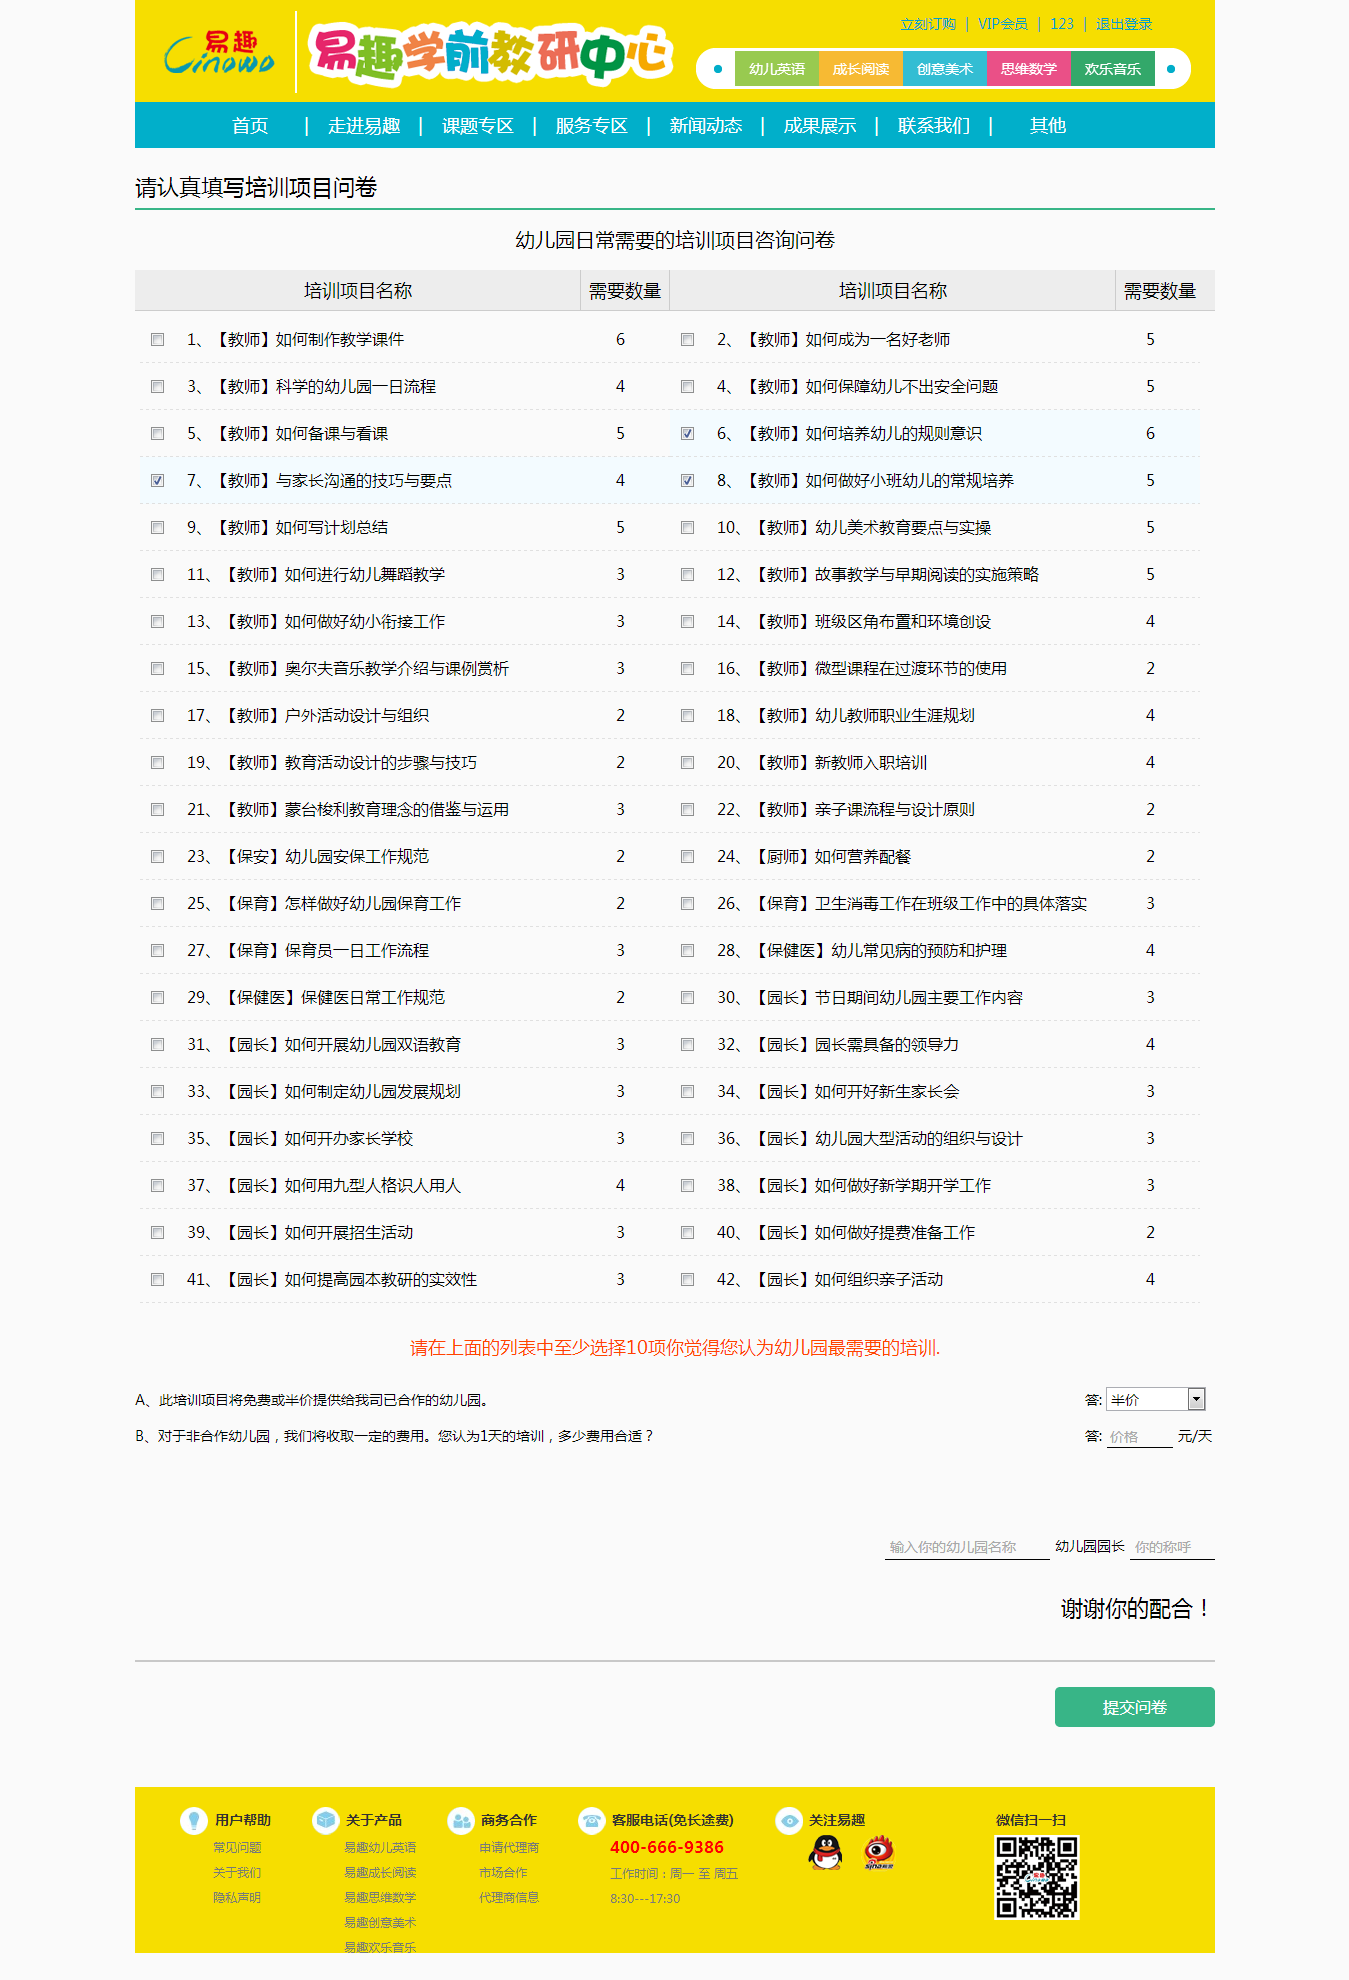 立刻订购 | VIP会员 | 123 | 退出登录
易趣 Cinowo 易趣学前教研中心
幼儿英语 成长阅读 创意美术 思维数学 欢乐音乐
首页 | 走进易趣 | 课题专区 | 服务专区 | 新闻动态 | 成果展示 | 联系我们 | 其他
请认真填写培训项目问卷
幼儿园日常需要的培训项目咨询问卷
培训项目名称 需要数量 培训项目名称 需要数量
1、【教师】如何制作教学课件 6 2、【教师】如何成为一名好老师 5
3、【教师】科学的幼儿园一日流程 4 4、【教师】如何保障幼儿不出安全问题 5
5、【教师】如何备课与看课 5 6、【教师】如何培养幼儿的规则意识 6
7、【教师】与家长沟通的技巧与要点 4 8、【教师】如何做好小班幼儿的常规培养 5
9、【教师】如何写计划总结 5 10、【教师】幼儿美术教育要点与实操 5
11、【教师】如何进行幼儿舞蹈教学 3 12、【教师】故事教学与早期阅读的实施策略 5
13、【教师】如何做好幼小衔接工作 3 14、【教师】班级区角布置和环境创设 4
15、【教师】奥尔夫音乐教学介绍与课例赏析 3 16、【教师】微型课程在过渡环节的使用 2
17、【教师】户外活动设计与组织 2 18、【教师】幼儿教师职业生涯规划 4
19、【教师】教育活动设计的步骤与技巧 2 20、【教师】新教师入职培训 4
21、【教师】蒙台梭利教育理念的借鉴与运用 3 22、【教师】亲子课流程与设计原则 2
23、【保安】幼儿园安保工作规范 2 24、【厨师】如何营养配餐 2
25、【保育】怎样做好幼儿园保育工作 2 26、【保育】卫生消毒工作在班级工作中的具体落实 3
27、【保育】保育员一日工作流程 3 28、【保健医】幼儿常见病的预防和护理 4
29、【保健医】保健医日常工作规范 2 30、【园长】节日期间幼儿园主要工作内容 3
31、【园长】如何开展幼儿园双语教育 3 32、【园长】园长需具备的领导力 4
33、【园长】如何制定幼儿园发展规划 3 34、【园长】如何开好新生家长会 3
35、【园长】如何开办家长学校 3 36、【园长】幼儿园大型活动的组织与设计 3
37、【园长】如何用九型人格识人用人 4 38、【园长】如何做好新学期开学工作 3
39、【园长】如何开展招生活动 3 40、【园长】如何做好提费准备工作 2
41、【园长】如何提高园本教研的实效性 3 42、【园长】如何组织亲子活动 4
请在上面的列表中至少选择10项你觉得您认为幼儿园最需要的培训.
A、此培训项目将免费或半价提供给我司已合作的幼儿园。 答: 半价
B、对于非合作幼儿园，我们将收取一定的费用。您认为1天的培训，多少费用合适？ 答: 价格 元/天
输入你的幼儿园名称 幼儿园园长 你的称呼
谢谢你的配合！
提交问卷
用户帮助 关于产品 商务合作 客服电话(免长途费) 关注易趣 微信扫一扫
常见问题 易趣幼儿英语 申请代理商 400-666-9386
关于我们 易趣成长阅读 市场合作 工作时间：周一 至 周五
隐私声明 易趣思维数学 代理商信息 8:30---17:30
易趣创意美术
易趣欢乐音乐